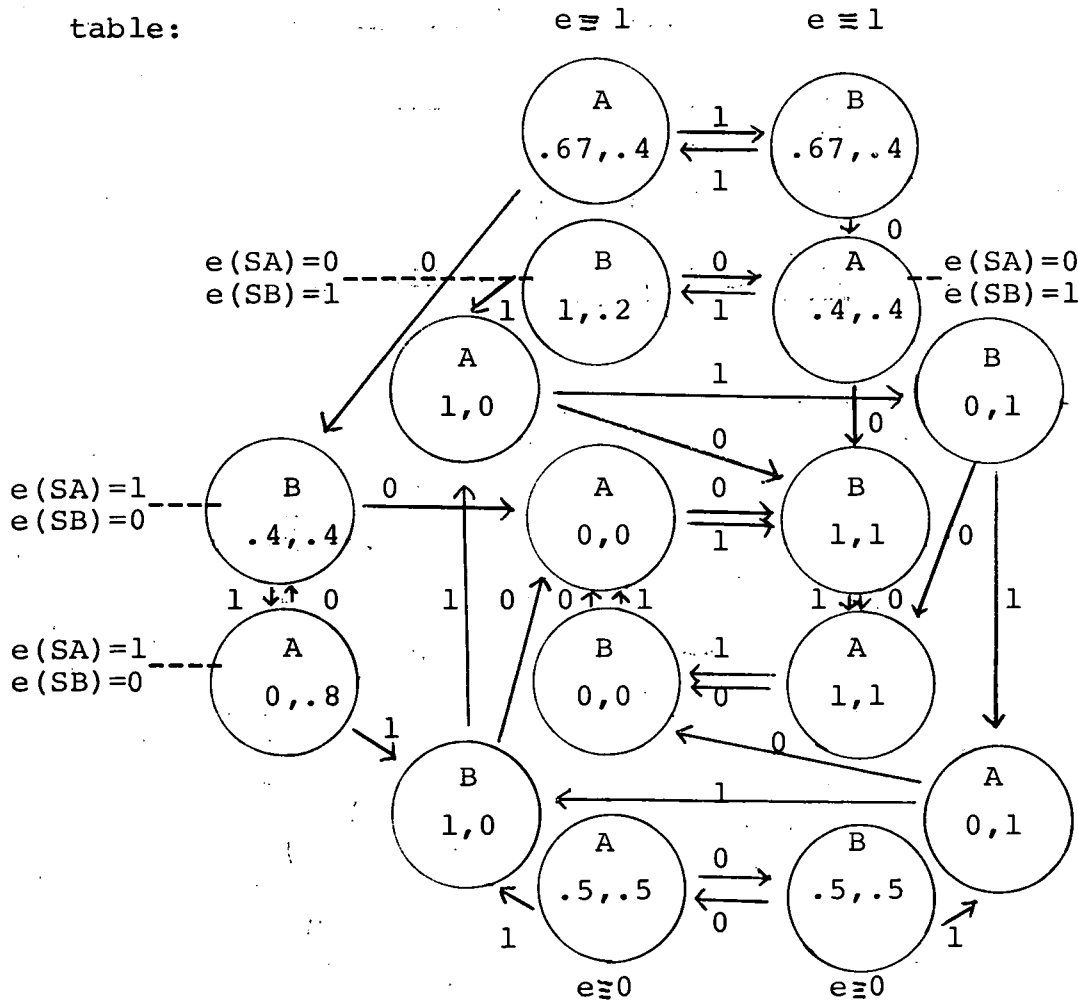 table:
e ≡ 1
e ≡ 1
A
.67,.4
1
1
B
.67,.4
0
e(SA)=0
e(SB)=1
0
B
1,.2
0
1
A
.4,.4
e(SA)=0
e(SB)=1
1
A
1,0
1
0
0
B
0,1
e(SA)=1
e(SB)=0
B
.4,.4
0
A
0,0
0
1
B
1,1
0
1
1
0
1
0
0
1
1
0
e(SA)=1
e(SB)=0
A
0,.8
B
0,0
1
0
A
1,1
1
0
B
1,0
1
A
0,1
A
.5,.5
0
0
B
.5,.5
1
1
e≡0
e≡0